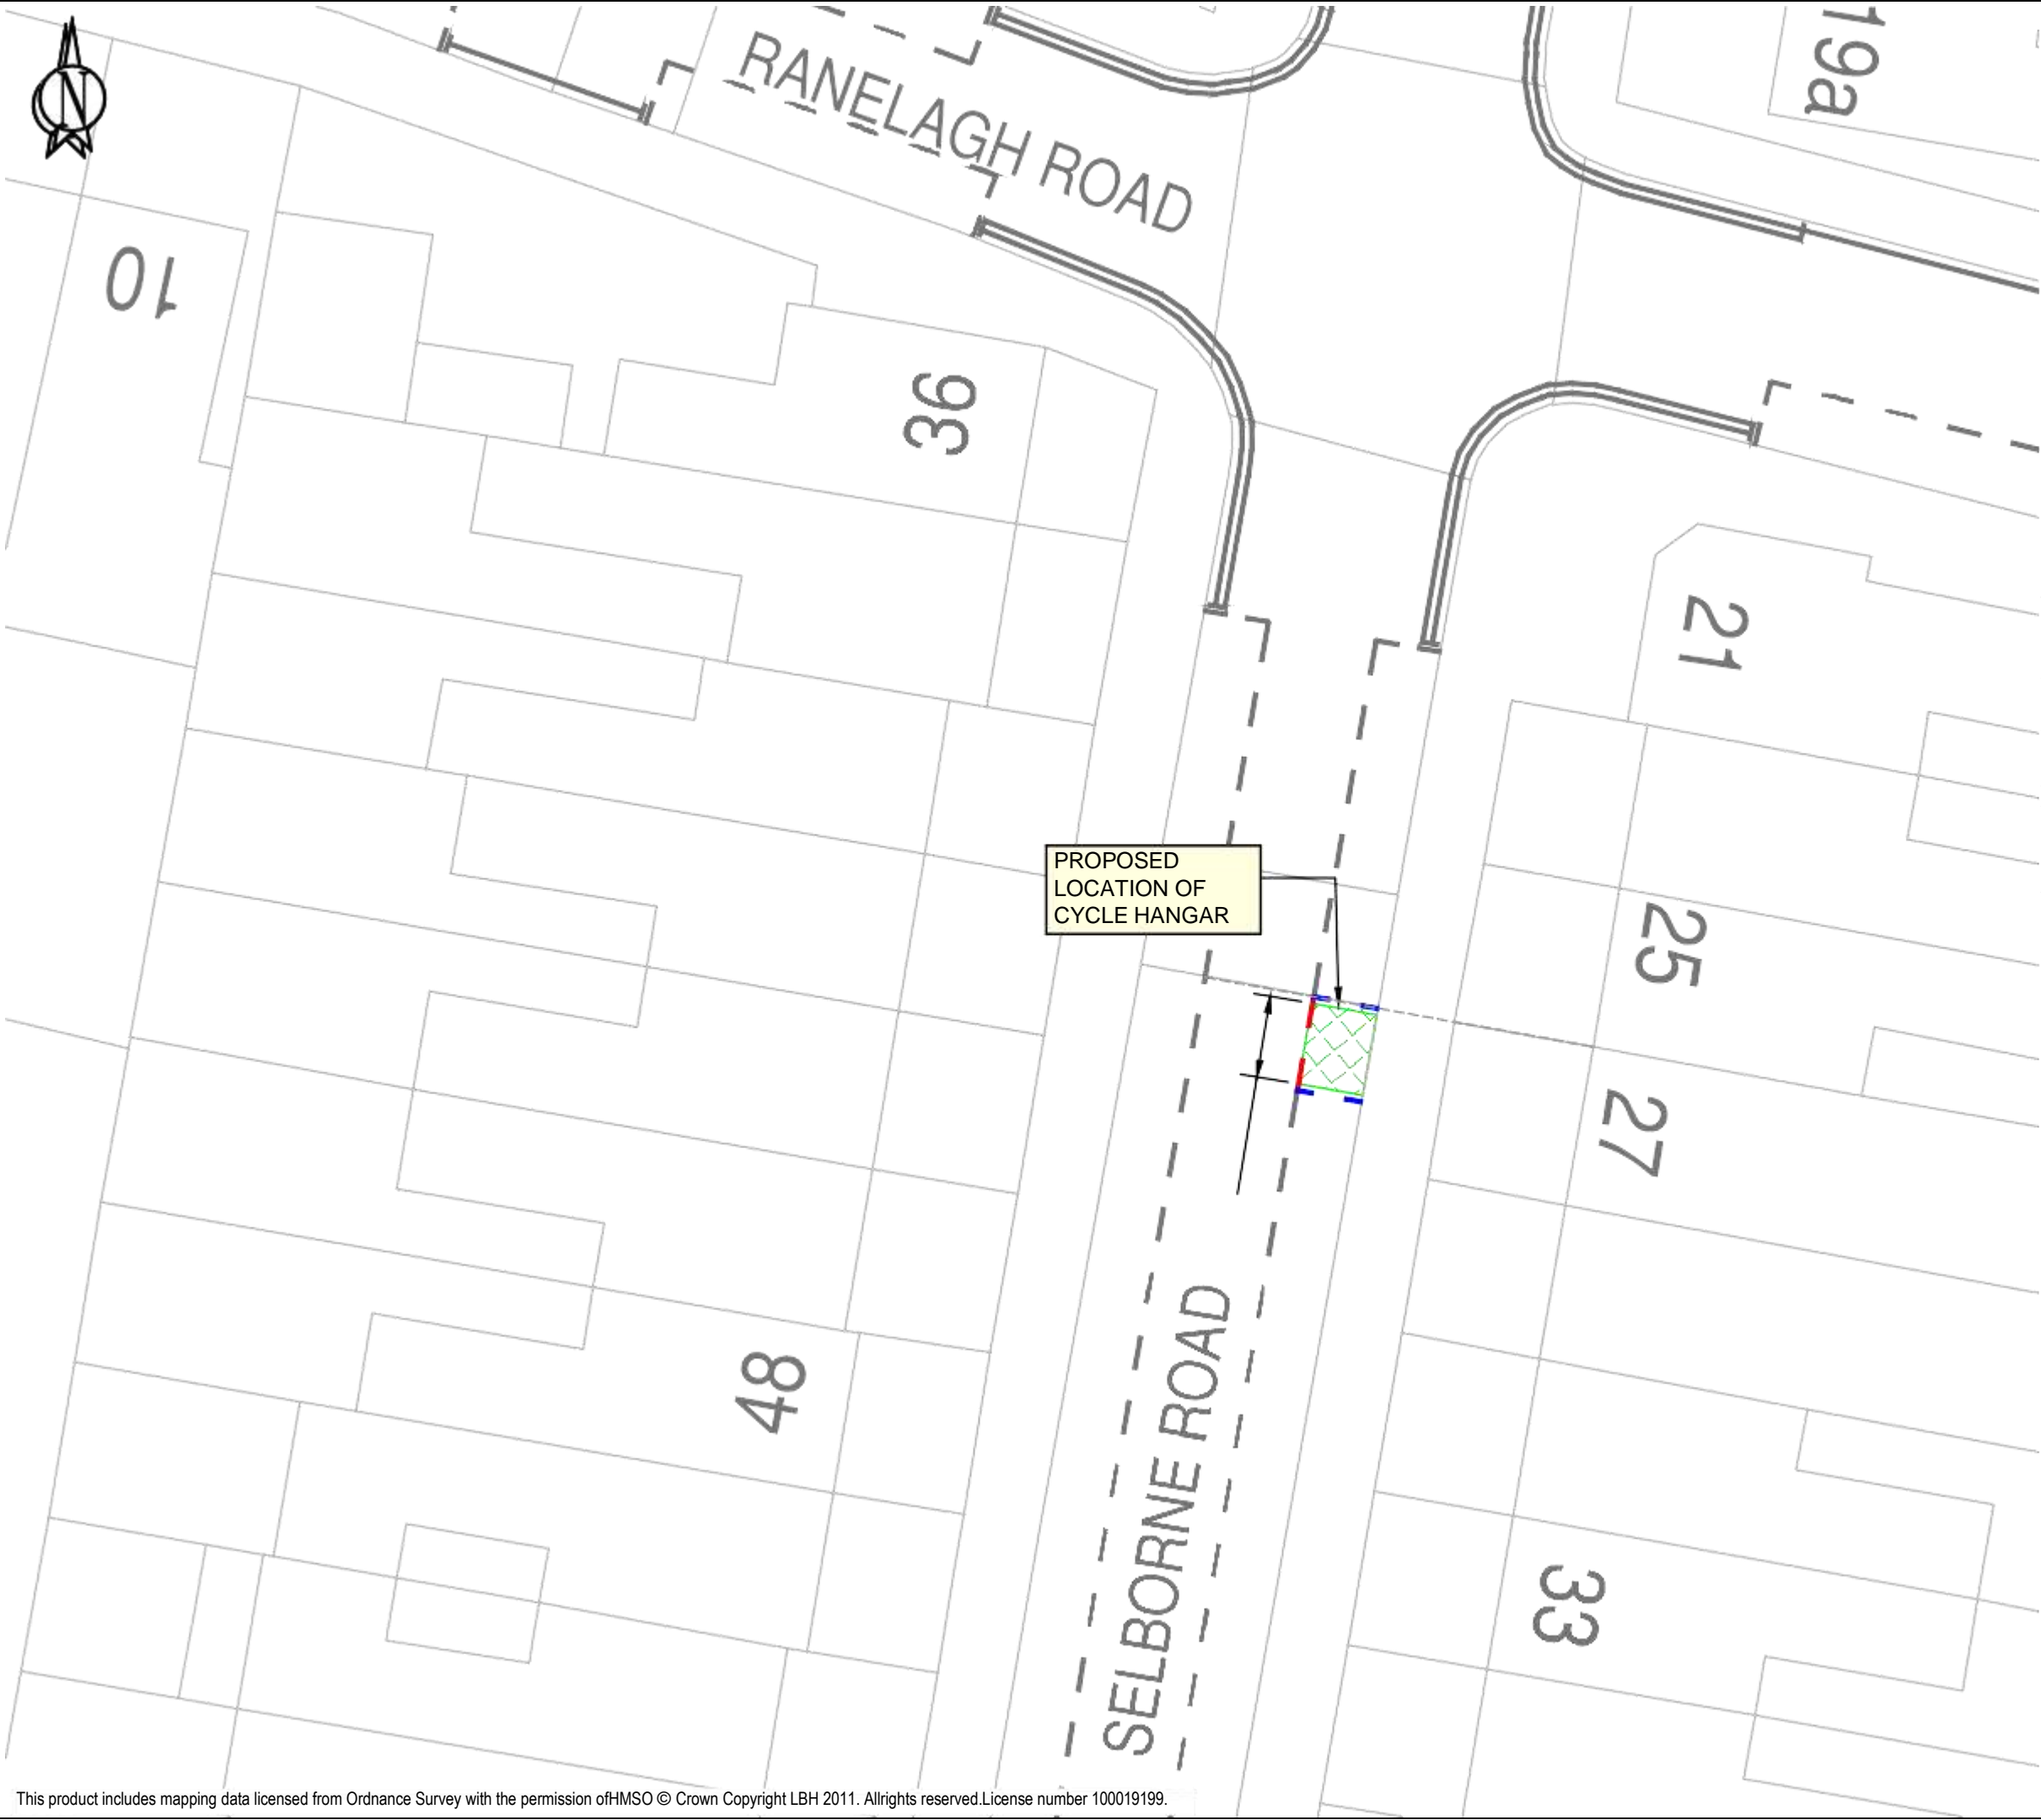 N
RANELAGH ROAD
19a
10
36
21
PROPOSED
LOCATION OF
CYCLE HANGAR
25
27
48
SELBORNE ROAD
33
This product includes mapping data licensed from Ordnance Survey with the permission ofHMSO © Crown Copyright LBH 2011. Allrights reserved.License number 100019199.